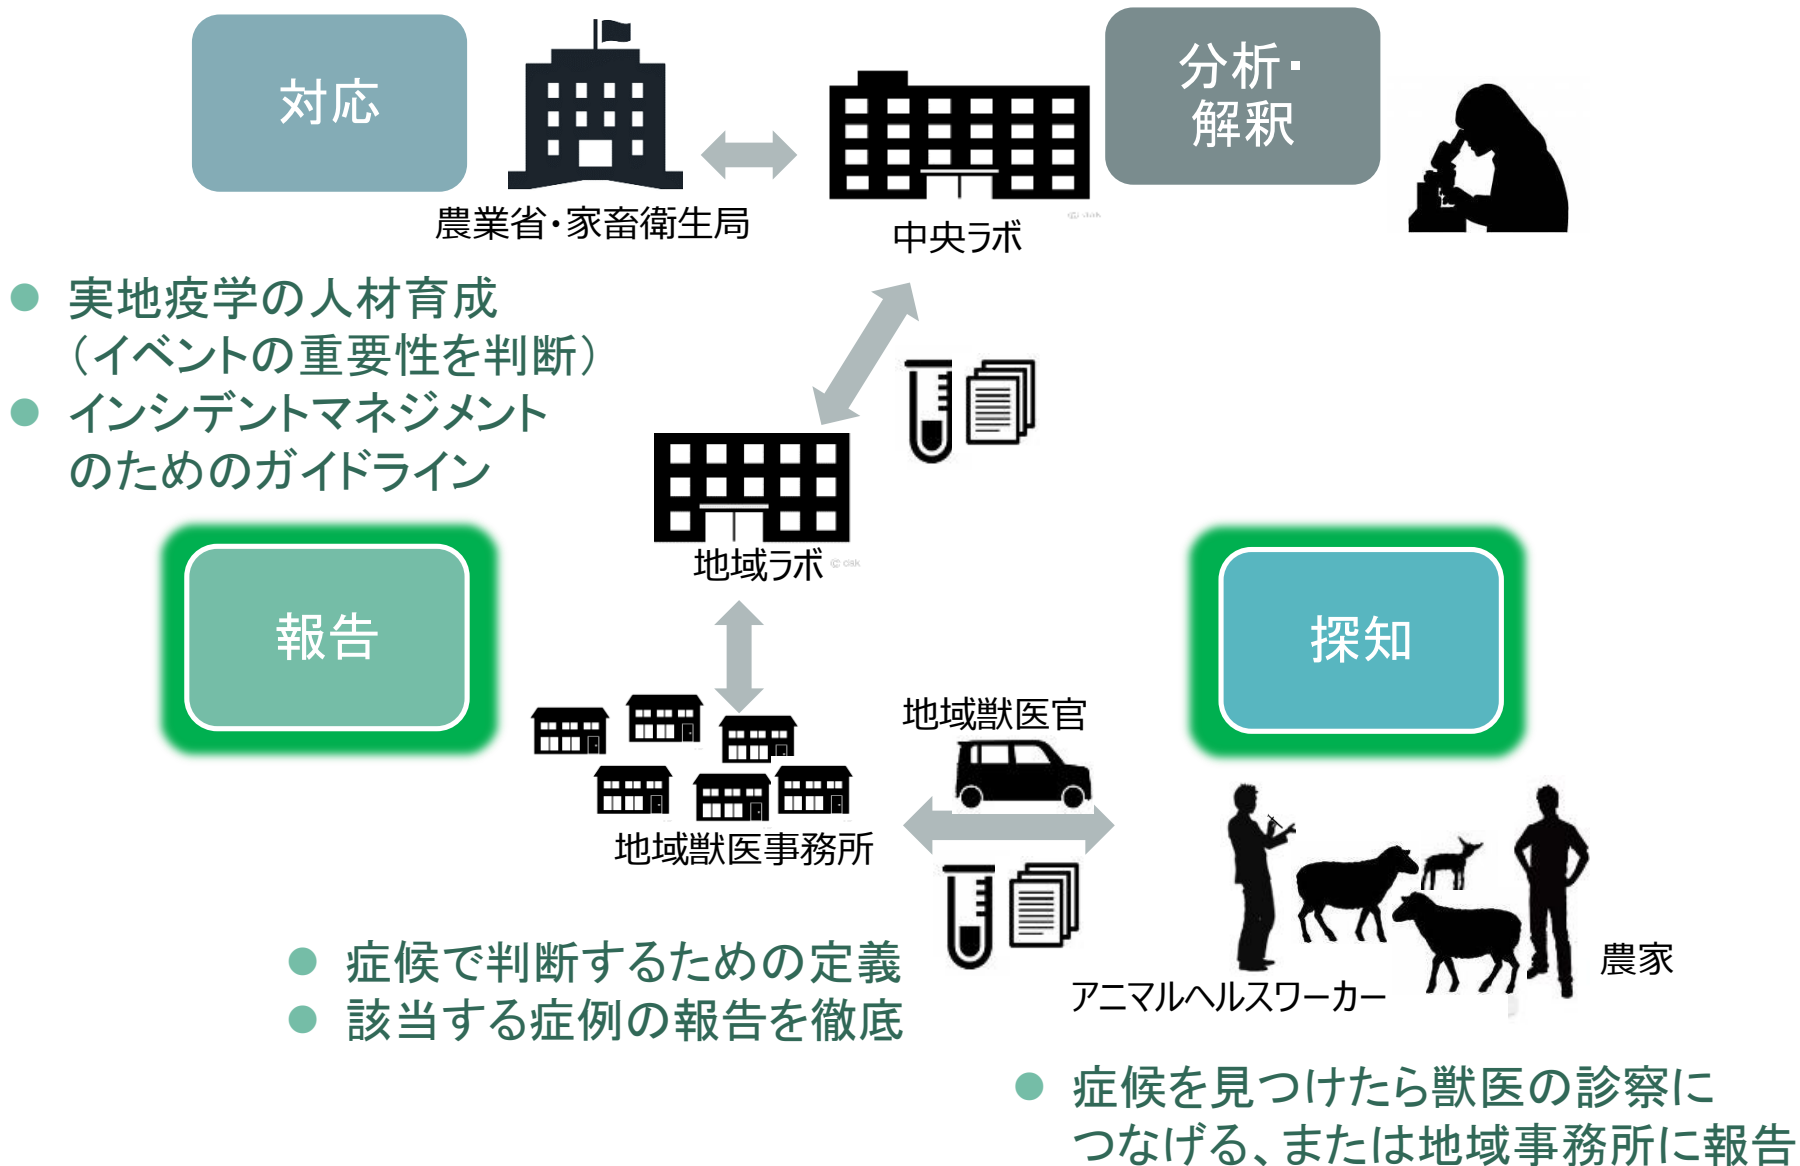 対応
分析・
解釈
農業省・家畜衛生局
中央ラボ
実地疫学の人材育成
（イベントの重要性を判断）
インシデントマネジメント
のためのガイドライン
地域ラボ
© dak
報告
探知
地域獣医官
地域獣医事務所
農家
アニマルヘルスワーカー
症候で判断するための定義
該当する症例の報告を徹底
症候を見つけたら獣医の診察に
つなげる、または地域事務所に報告